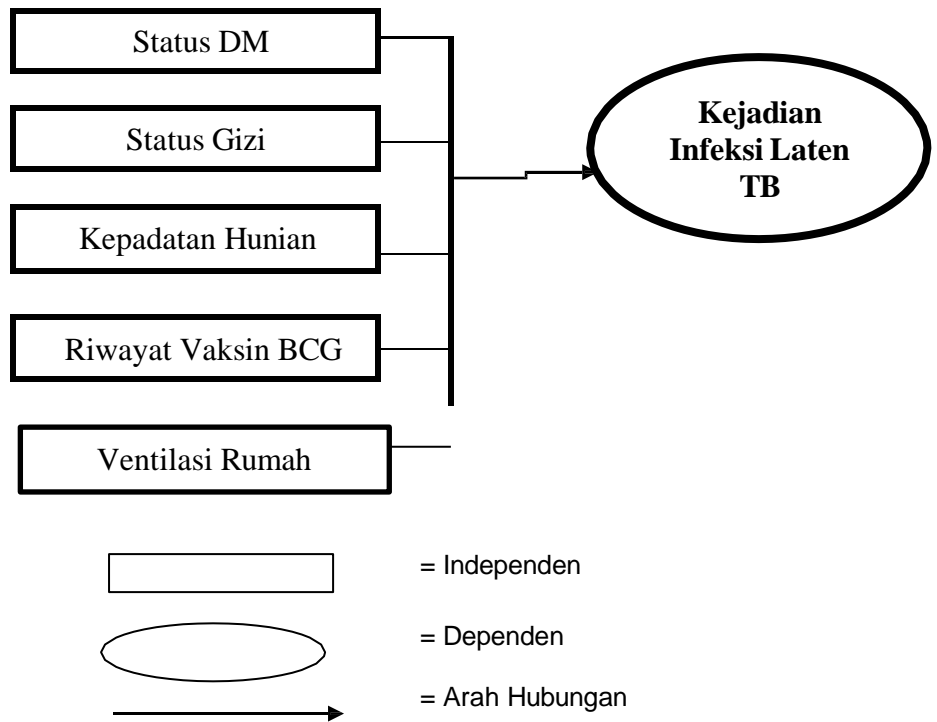 Status DM
Status Gizi
Kepadatan Hunian
Riwayat Vaksin BCG
Ventilasi Rumah
Kejadian
Infeksi Laten
TB
= Independen
= Dependen
= Arah Hubungan